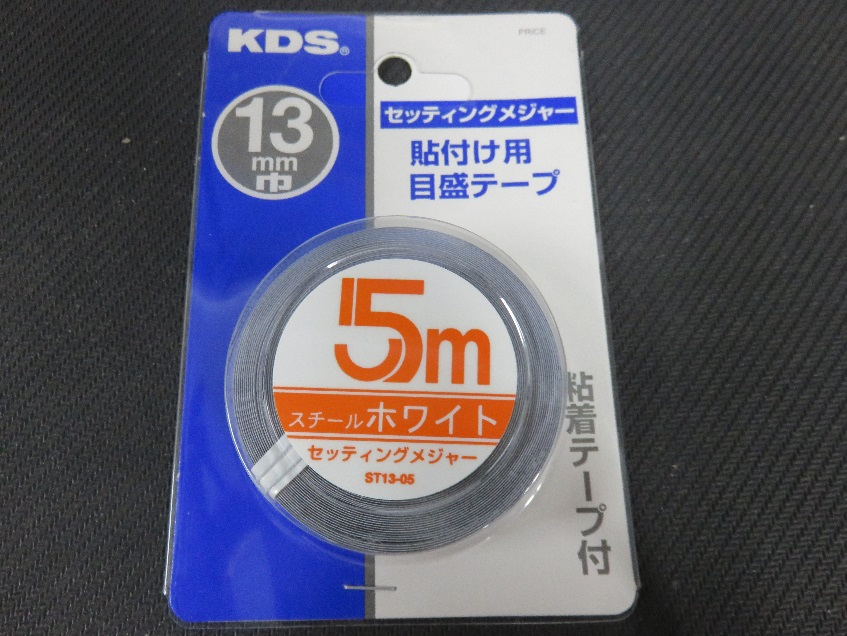 KDS®
PRICE
13
mm
巾
セッティングメジャー
貼付け用
目盛テープ
5m
スチールホワイト
セッティングメジャー
ST13-05
粘着テープ付